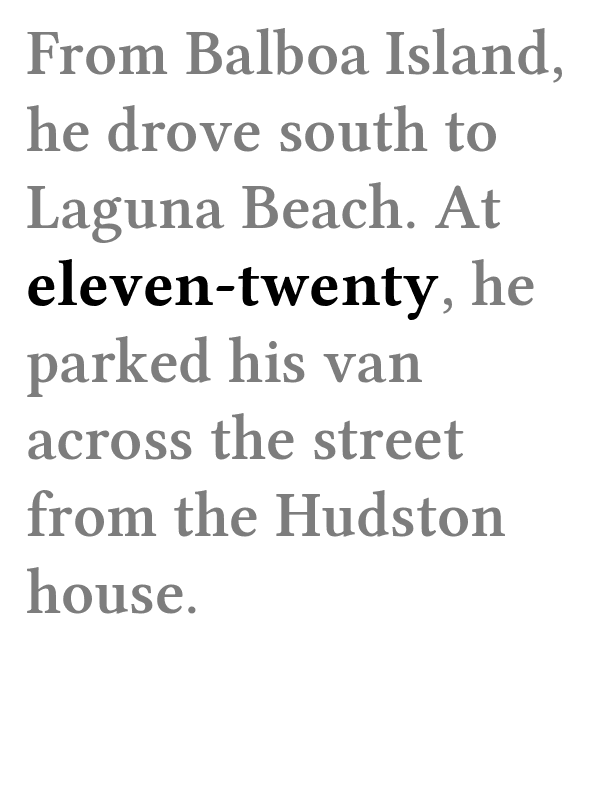 From Balboa Island,
he drove south to
Laguna Beach. At
eleven-twenty, he
parked his van
across the street
from the Hudston
house.